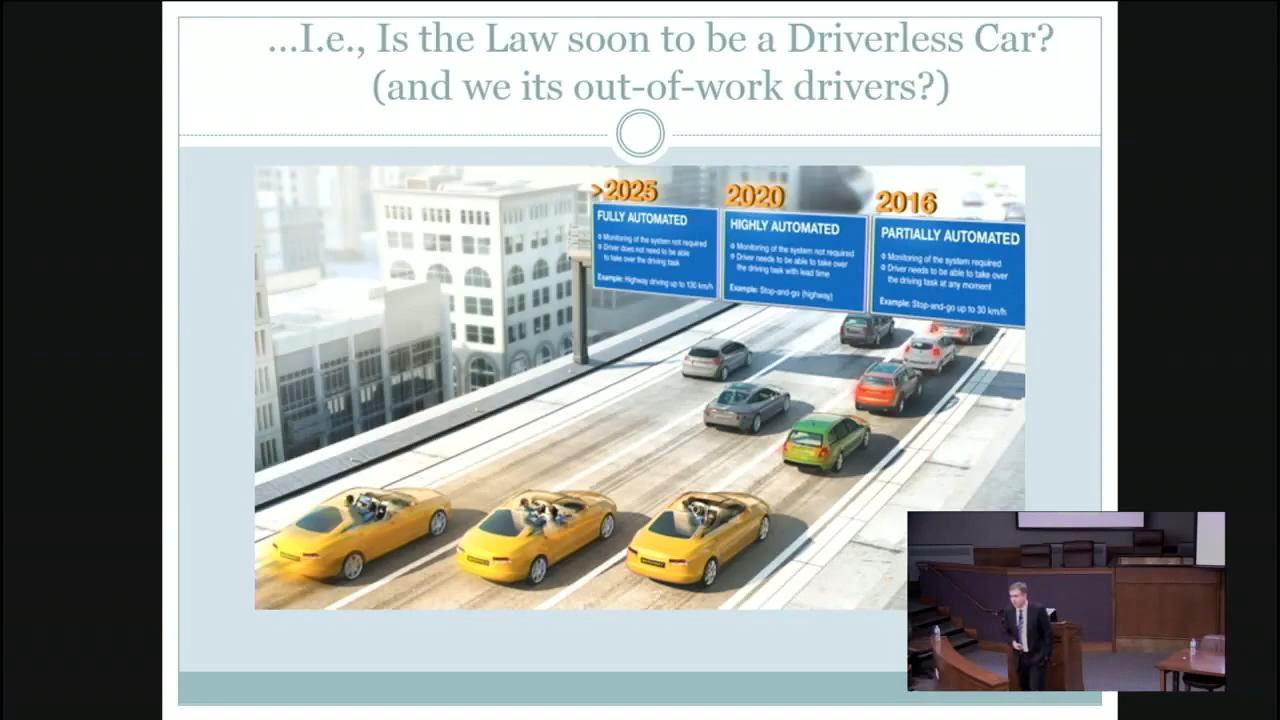 ...I.e., Is the Law soon to be a Driverless Car?
(and we its out-of-work drivers?)
>2025
FULLY AUTOMATED
Monitoring of the system not required
Driver does not need to be able
to take over the driving task
Example: Highway driving up to 130 km/h
2020
HIGHLY AUTOMATED
Monitoring of the system not required
Driver needs to be able to take over
the driving task with lead time
Example: Stop-and-go (highway)
2016
PARTIALLY AUTOMATED
Monitoring of the system required
Driver needs to be able to take over
the driving task at any moment
Example: Stop-and-go up to 30 km/h